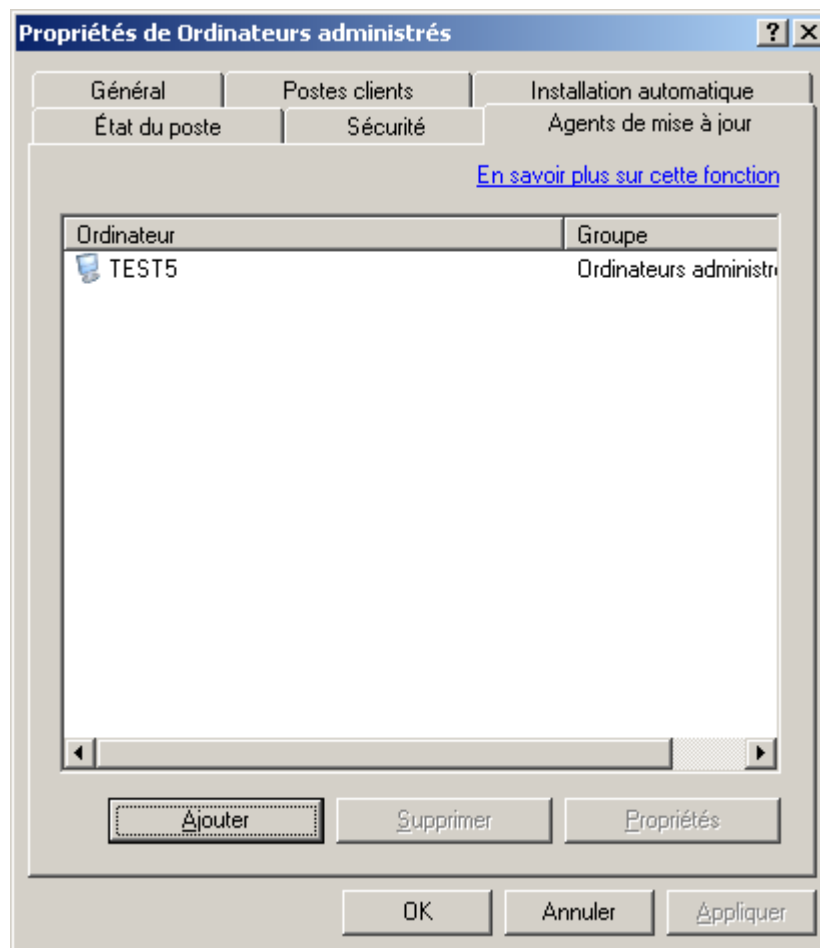 Propriétés de Ordinateurs administrés
Général Postes clients Installation automatique
État du poste Sécurité Agents de mise à jour
En savoir plus sur cette fonction
Ordinateur Groupe
TEST5 Ordinateurs administr
Ajouter Supprimer Propriétés
OK Annuler Appliquer